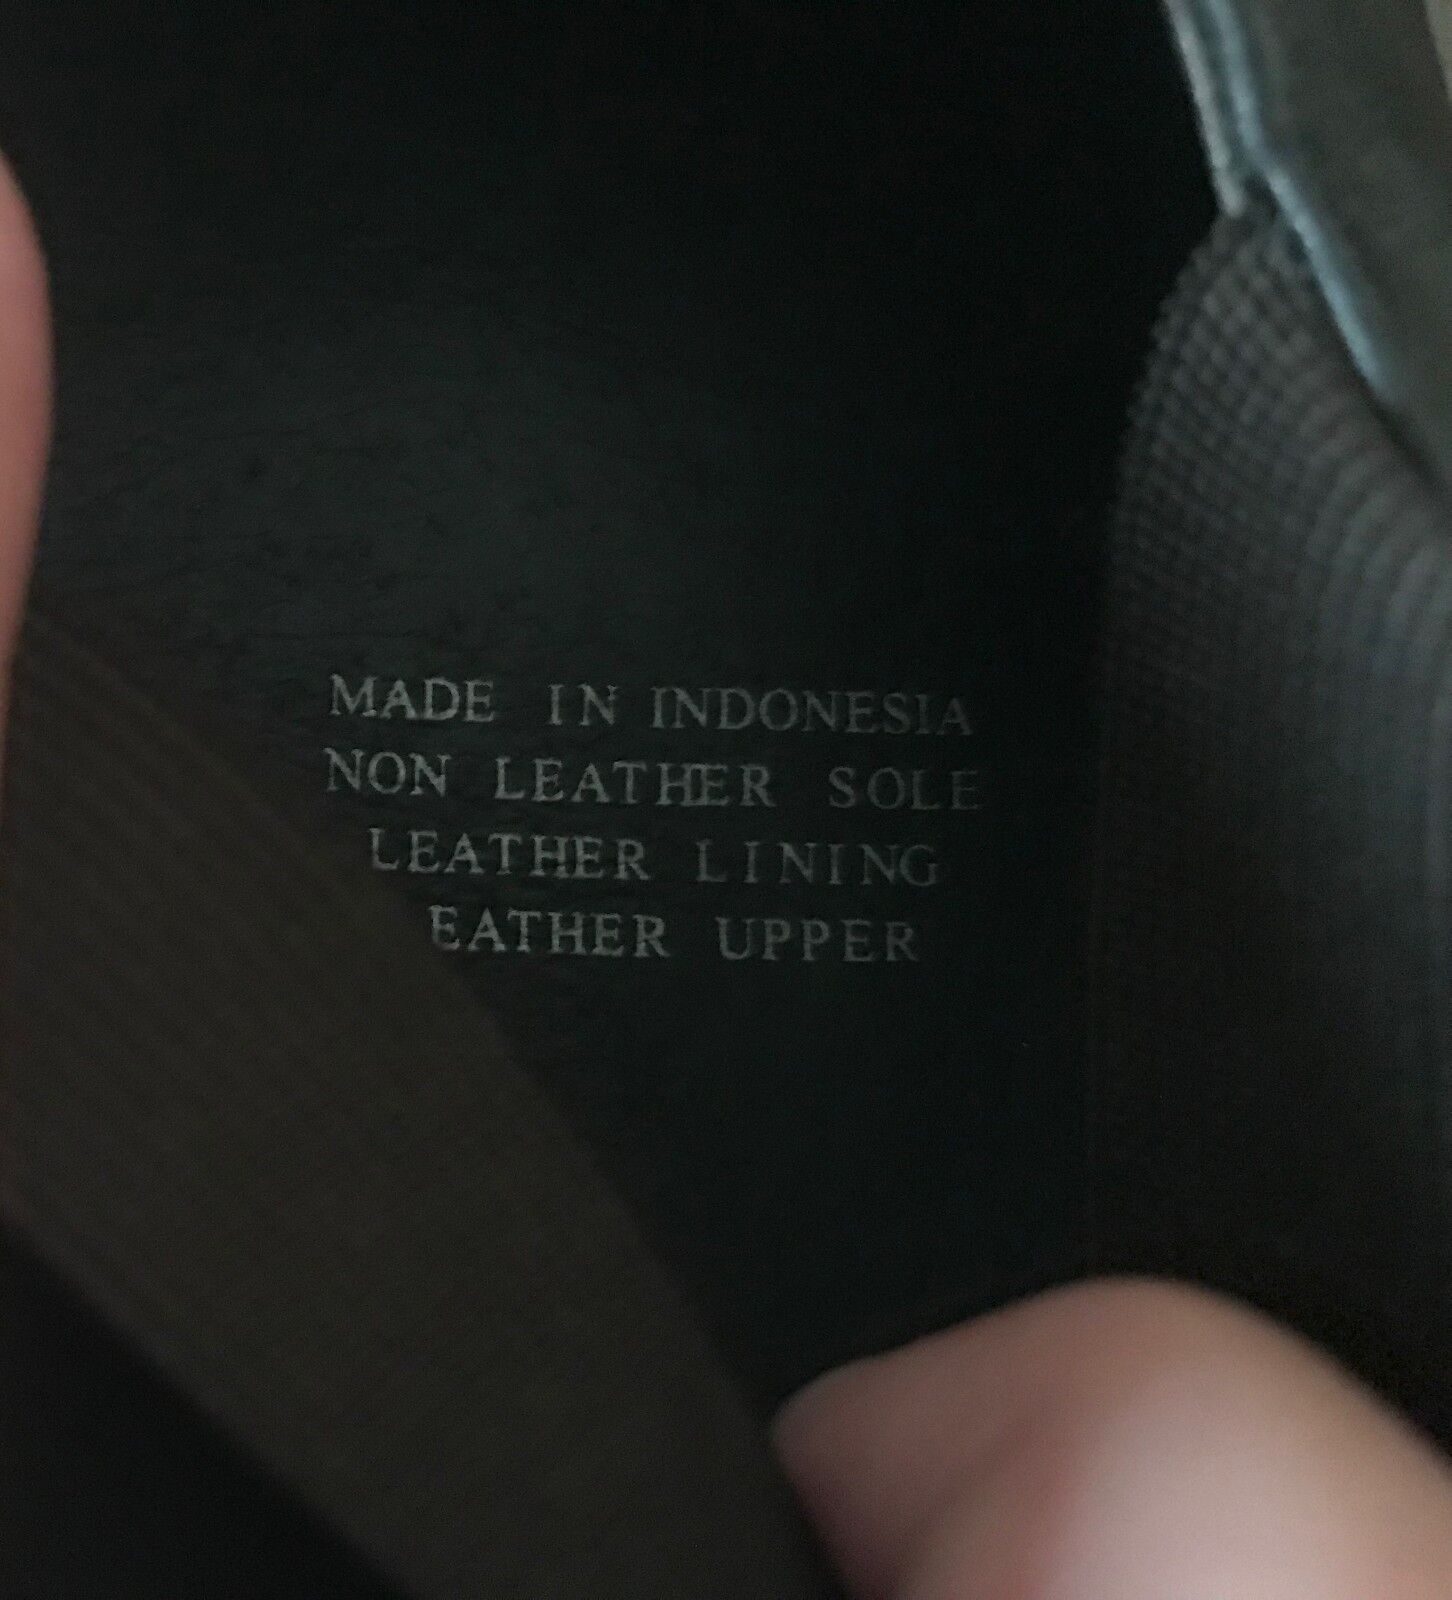 MADE IN INDONESIA
NON LEATHER SOLE
LEATHER LINING
EATHER UPPER